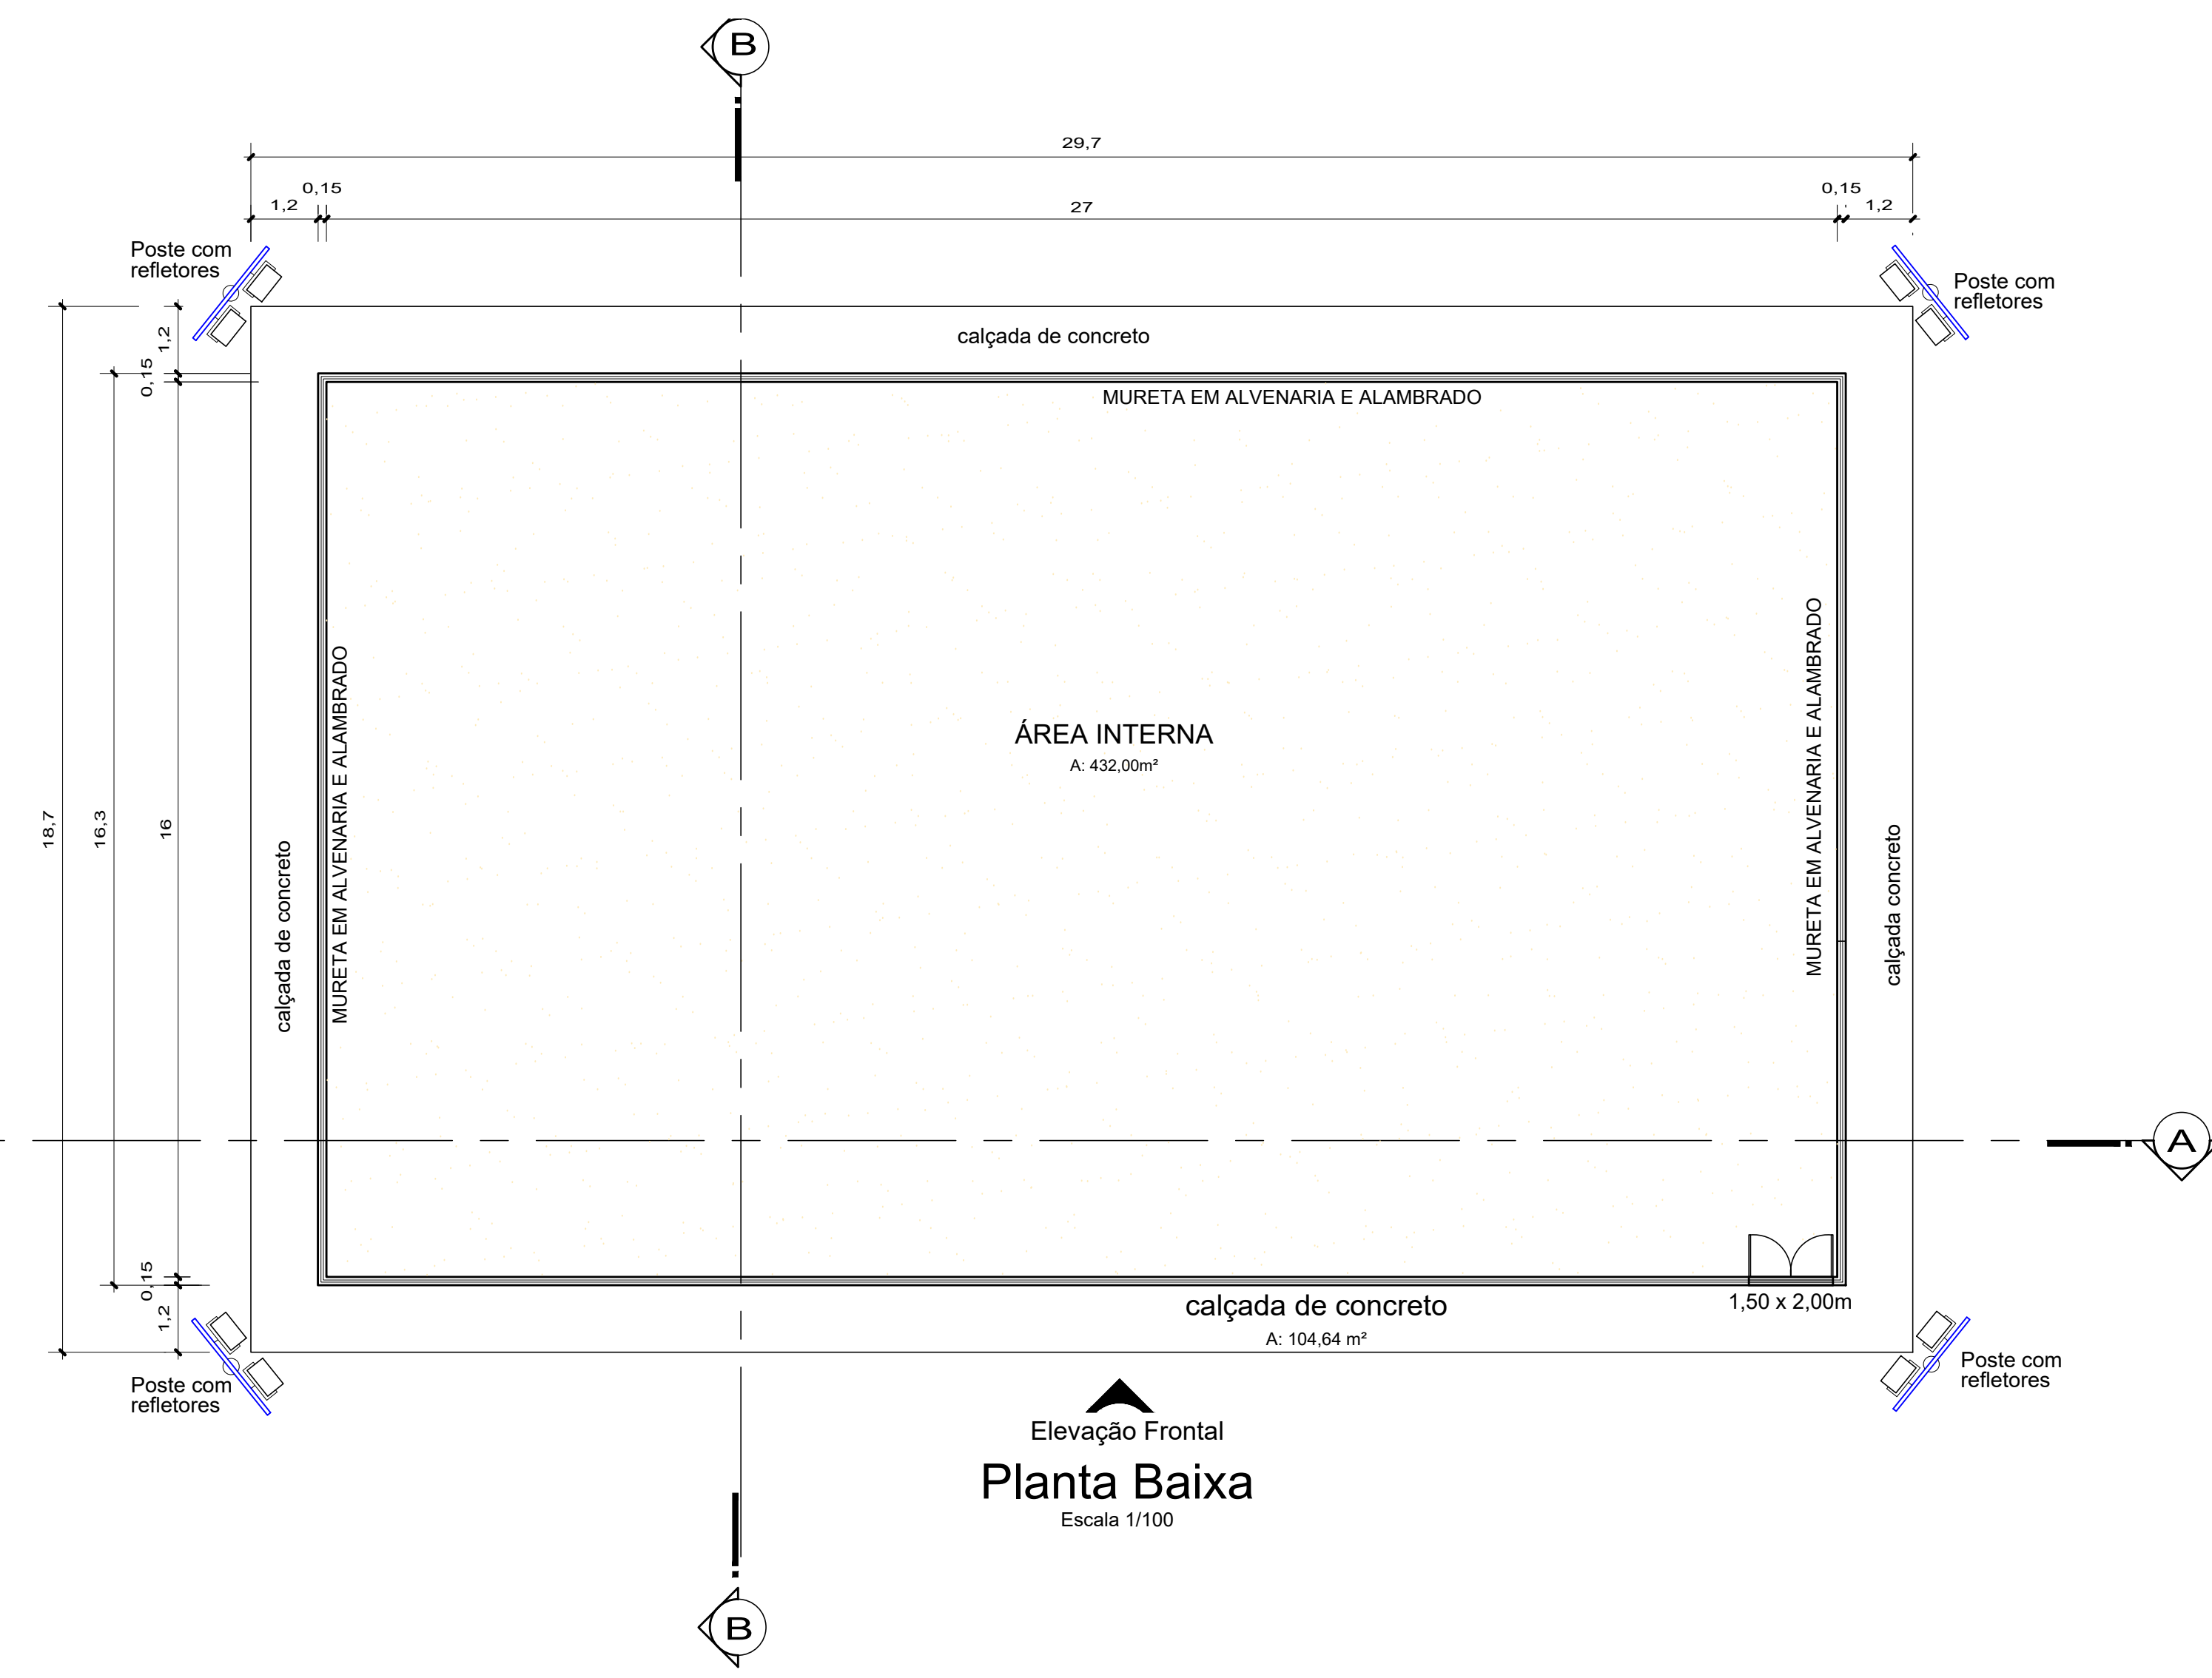 B
29,7
0,15
0,15
1,2
27
1,2
Poste com
refletores
Poste com
refletores
1,2
calçada de concreto
0,15
MURETA EM ALVENARIA E ALAMBRADO
MURETA EM ALVENARIA E ALAMBRADO
MURETA EM ALVENARIA E ALAMBRADO
ÁREA INTERNA
A: 432,00m²
18,7
16,3
16
calçada de concreto
calçada concreto
A
0,15
1,2
calçada de concreto
A: 104,64 m²
1,50 x 2,00m
Poste com
refletores
Poste com
refletores
Elevação Frontal
Planta Baixa
Escala 1/100
B